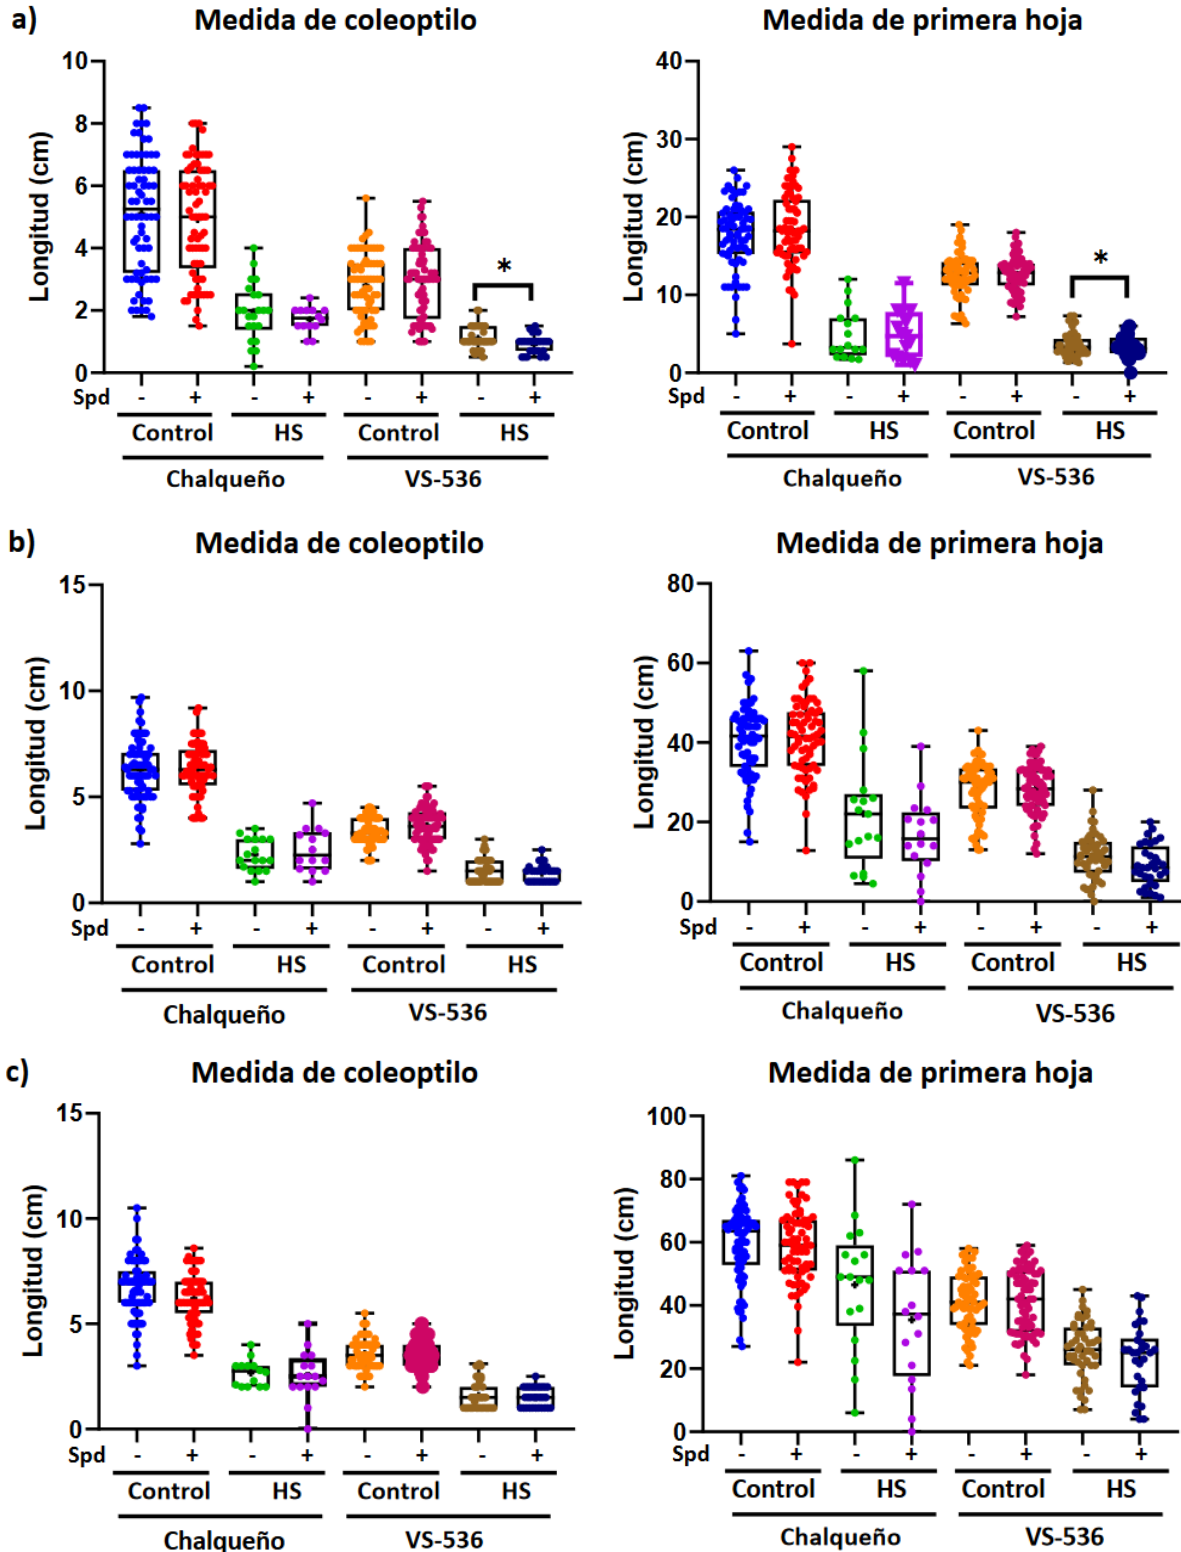 a)
Medida de coleoptilo
Longitud (cm)
10
8
6
4
2
0
*
Spd - + - + - + - +
Control HS Control HS
Chalqueño VS-536
Medida de primera hoja
Longitud (cm)
40
30
20
10
0
*
Spd - + - + - + - +
Control HS Control HS
Chalqueño VS-536
b)
Medida de coleoptilo
Longitud (cm)
15
10
5
0
Spd - + - + - + - +
Control HS Control HS
Chalqueño VS-536
Medida de primera hoja
Longitud (cm)
80
60
40
20
0
Spd - + - + - + - +
Control HS Control HS
Chalqueño VS-536
c)
Medida de coleoptilo
Longitud (cm)
15
10
5
0
Spd - + - + - + - +
Control HS Control HS
Chalqueño VS-536
Medida de primera hoja
Longitud (cm)
100
80
60
40
20
0
Spd - + - + - + - +
Control HS Control HS
Chalqueño VS-536